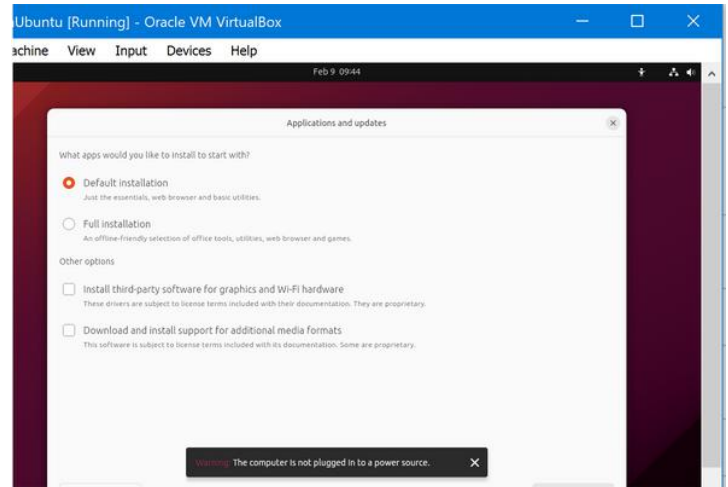 Ubuntu [Running] - Oracle VM VirtualBox
achine View Input Devices Help
Feb 9 09:44
Applications and updates
What apps would you like to install to start with?
Default installation
Just the essentials, web browser and basic utilities.
Full installation
An offline-friendly selection of office tools, utilities, web browser and games.
Other options
Install third-party software for graphics and Wi-Fi hardware
These drivers are subject to license terms included with their documentation. They are proprietary.
Download and install support for additional media formats
This software is subject to license terms included with its documentation. Some are proprietary.
Warning: The computer is not plugged in to a power source.